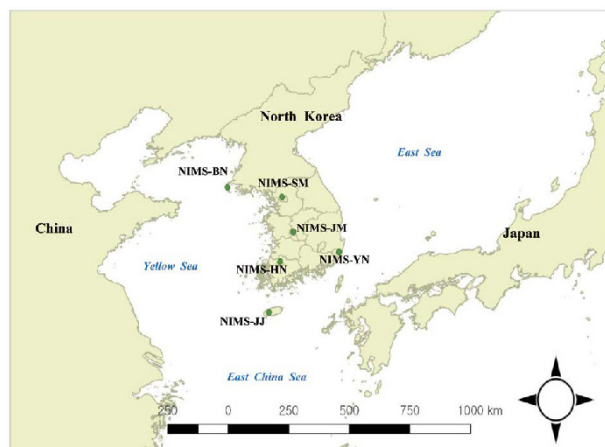 North Korea
East Sea
NIMS-BN
NIMS-SM
China
NIMS-JM
Japan
NIMS-YN
Yellow Sea
NIMS-HN
NIMS-JJ
East China Sea
250 0 250 500 1000 km